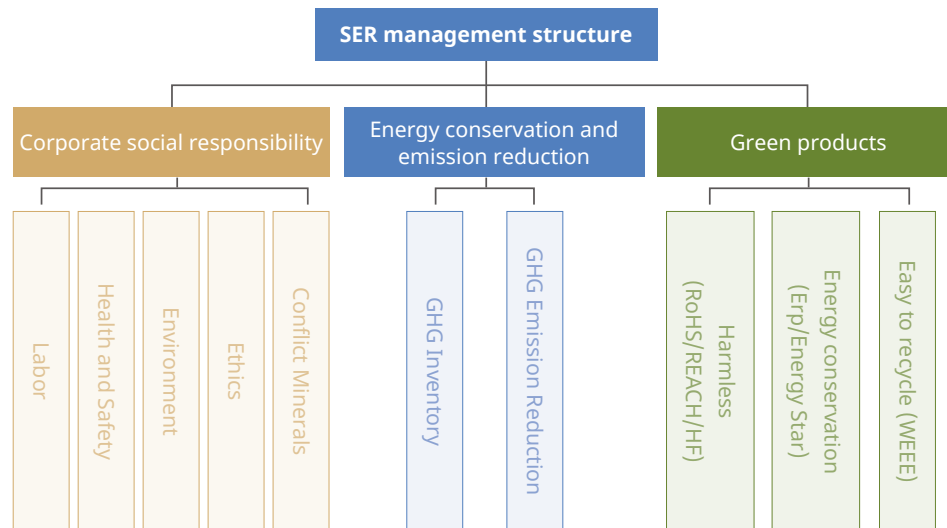 SER management structure
Corporate social responsibility
Energy conservation and
emission reduction
Green products
Labor
Health and Safety
Environment
Ethics
Conflict Minerals
GHG Inventory
GHG Emission Reduction
Harmless
(RoHS/REACH/HF)
Energy conservation
(Erp/Energy Star)
Easy to recycle (WEEE)